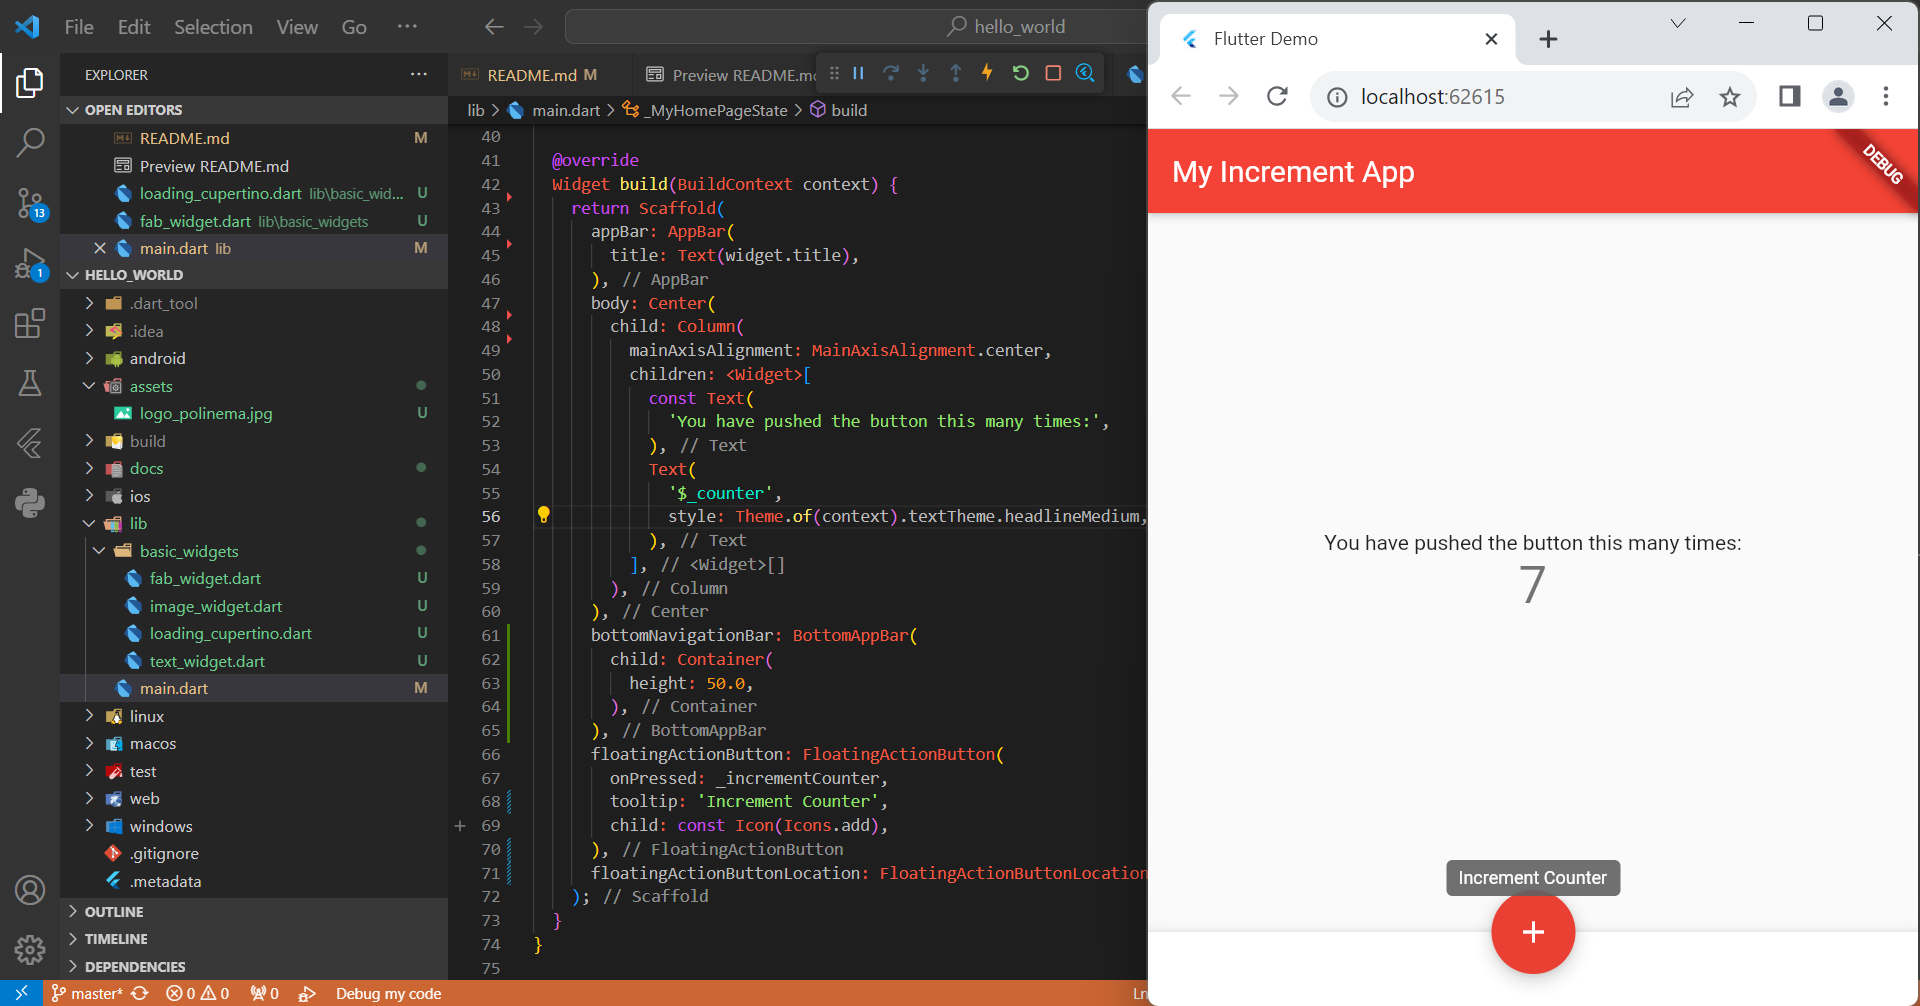 File Edit Selection View Go ···
hello_world
EXPLORER
OPEN EDITORS
README.md M
Preview README.md
loading_cupertino.dart lib\basic_wid... U
fab_widget.dart lib\basic_widgets U
main.dart lib M
HELLO_WORLD
.dart_tool
.idea
android
assets
logo_polinema.jpg U
build
docs
ios
lib
basic_widgets
fab_widget.dart U
image_widget.dart U
loading_cupertino.dart U
text_widget.dart U
main.dart M
linux
macos
test
web
windows
.gitignore
.metadata
OUTLINE
TIMELINE
DEPENDENCIES
13
1
README.md M
Preview README.md
lib > main.dart > _MyHomePageState > build
40
41 @override
42 Widget build(BuildContext context) {
43 return Scaffold(
44 appBar: AppBar(
45 title: Text(widget.title),
46 ), // AppBar
47 body: Center(
48 child: Column(
49 mainAxisAlignment: MainAxisAlignment.center,
50 children: <Widget>[
51 const Text(
52 'You have pushed the button this many times:',
53 ), // Text
54 Text(
55 '$_counter',
56 style: Theme.of(context).textTheme.headlineMedium,
57 ), // Text
58 ], // <Widget>[]
59 ), // Column
60 ), // Center
61 bottomNavigationBar: BottomAppBar(
62 child: Container(
63 height: 50.0,
64 ), // Container
65 ), // BottomAppBar
66 floatingActionButton: FloatingActionButton(
67 onPressed: _incrementCounter,
68 tooltip: 'Increment Counter',
69 child: const Icon(Icons.add),
70 ), // FloatingActionButton
71 floatingActionButtonLocation: FloatingActionButtonLocation
72 ); // Scaffold
73 }
74 }
75
master* 0 0 0 Debug my code
Ln
Flutter Demo
localhost:62615
My Increment App
DEBUG
You have pushed the button this many times:
7
Increment Counter
+